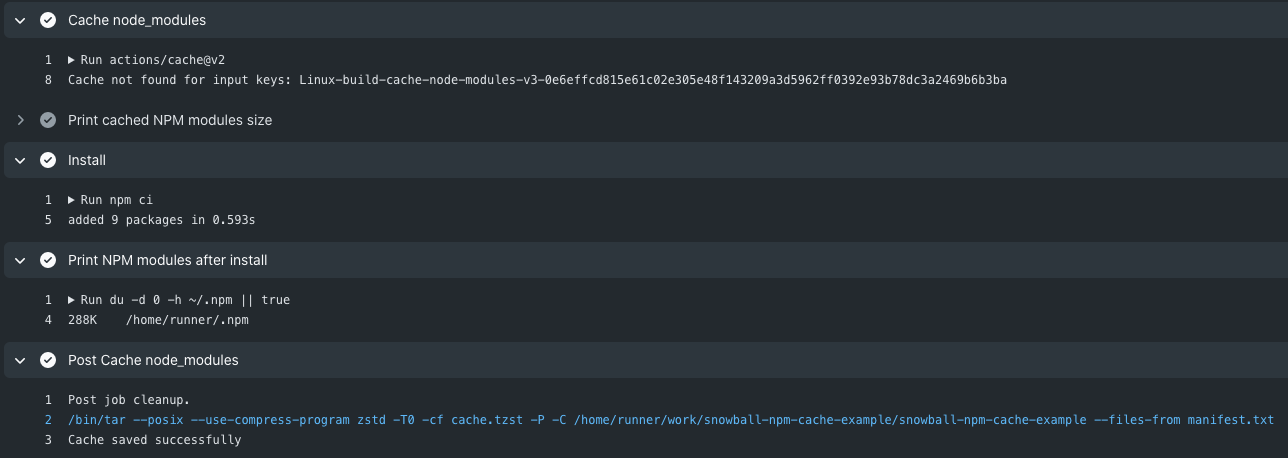 Cache node_modules
1 Run actions/cache@v2
8 Cache not found for input keys: Linux-build-cache-node-modules-v3-0e6effcd815e61c02e305e48f143209a3d5962ff0392e93b78dc3a2469b6b3ba
Print cached NPM modules size
Install
1 Run npm ci
5 added 9 packages in 0.593s
Print NPM modules after install
1 Run du -d 0 -h ~/.npm || true
4 288K /home/runner/.npm
Post Cache node_modules
1 Post job cleanup.
2 /bin/tar --posix --use-compress-program zstd -T0 -cf cache.tzst -P -C /home/runner/work/snowball-npm-cache-example/snowball-npm-cache-example --files-from manifest.txt
3 Cache saved successfully